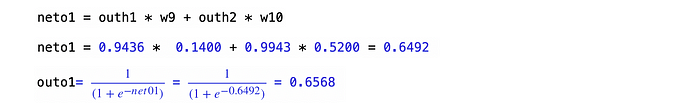 neto1 = outh1 * w9 + outh2 * w10
neto1 = 0.9436 * 0.1400 + 0.9943 * 0.5200 = 0.6492
outo1= 1/(1 + e^−net01) = 1/(1 + e^−0.6492) = 0.6568